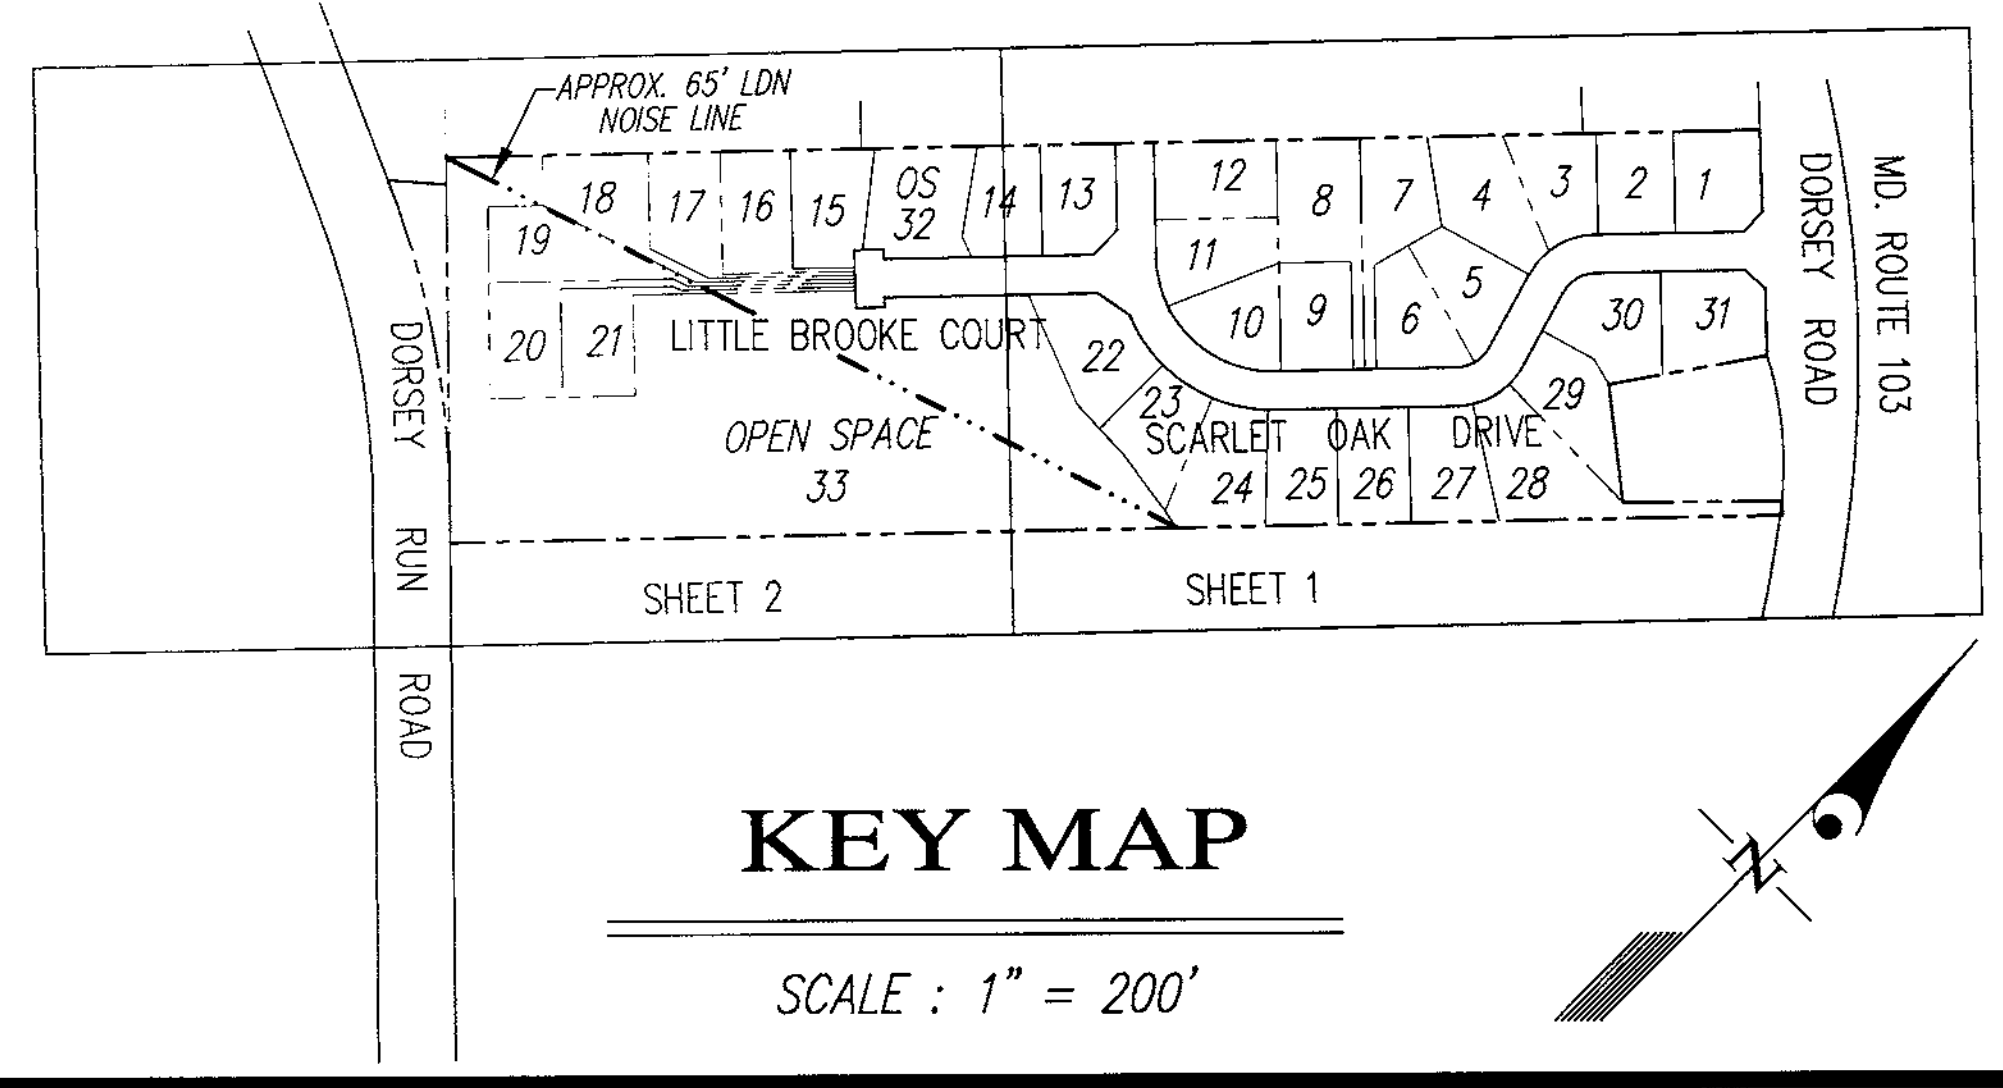 APPROX. 65' LDN
NOISE LINE
18
17
16
15
OS
32
14
13
12
8
7
4
3
2
1
19
11
10
9
6
5
30
31
20
21
LITTLE BROOKE COURT
22
23
29
SCARLET OAK DRIVE
24
25
26
27
28
OPEN SPACE
33
DORSEY RUN ROAD
DORSEY ROAD
MD. ROUTE 103
SHEET 2
SHEET 1
KEY MAP
SCALE : 1" = 200'
N